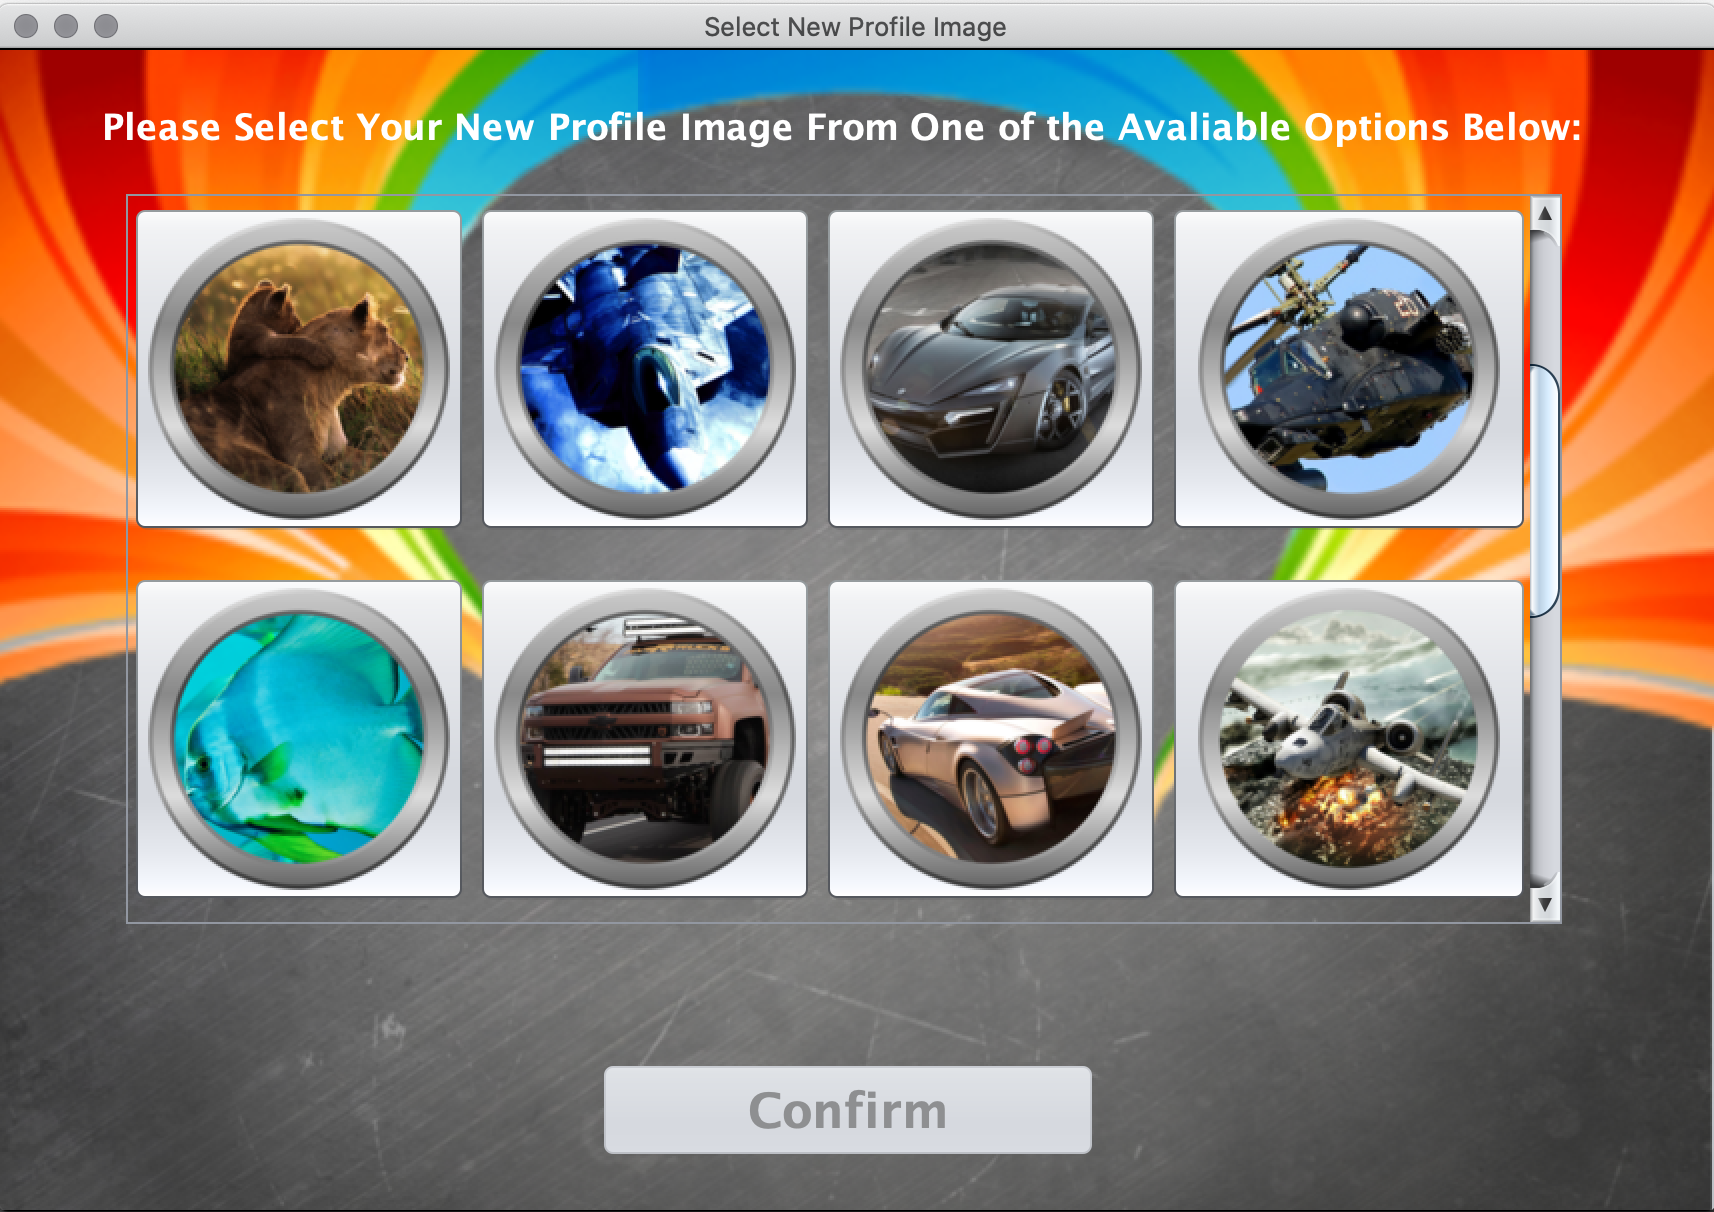 Select New Profile Image
Please Select Your New Profile Image From One of the Avaliable Options Below:
Confirm